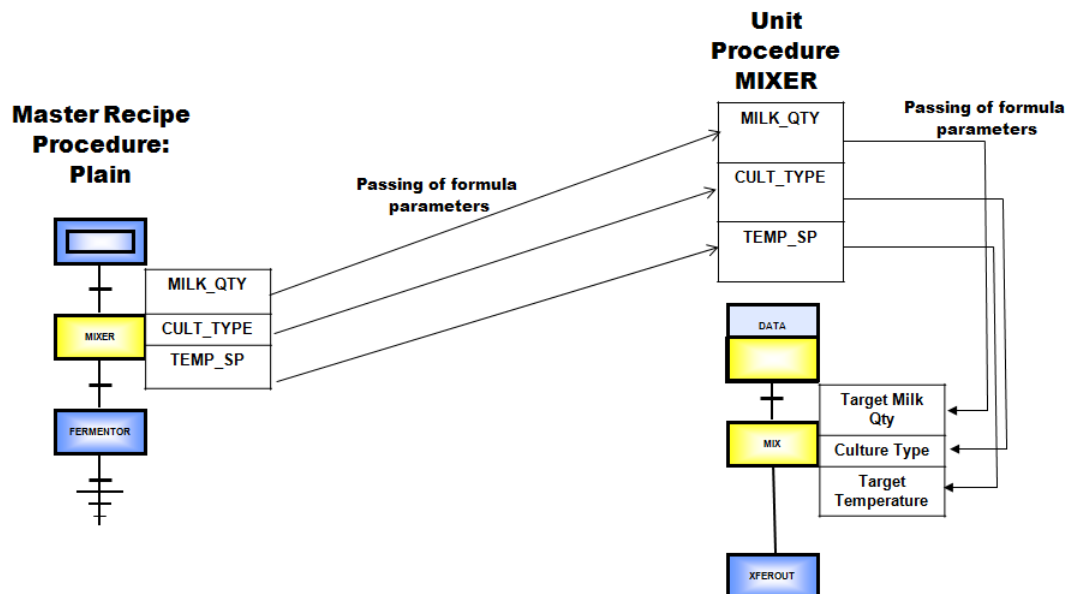 Master Recipe
Procedure:
Plain
MILK_QTY
MIXER
CULT_TYPE
TEMP_SP
FERMENTOR
Passing of formula
parameters
Unit
Procedure
MIXER
MILK_QTY
CULT_TYPE
TEMP_SP
Passing of formula
parameters
DATA
MIX
Target Milk
Qty
Culture Type
Target
Temperature
XFEROUT